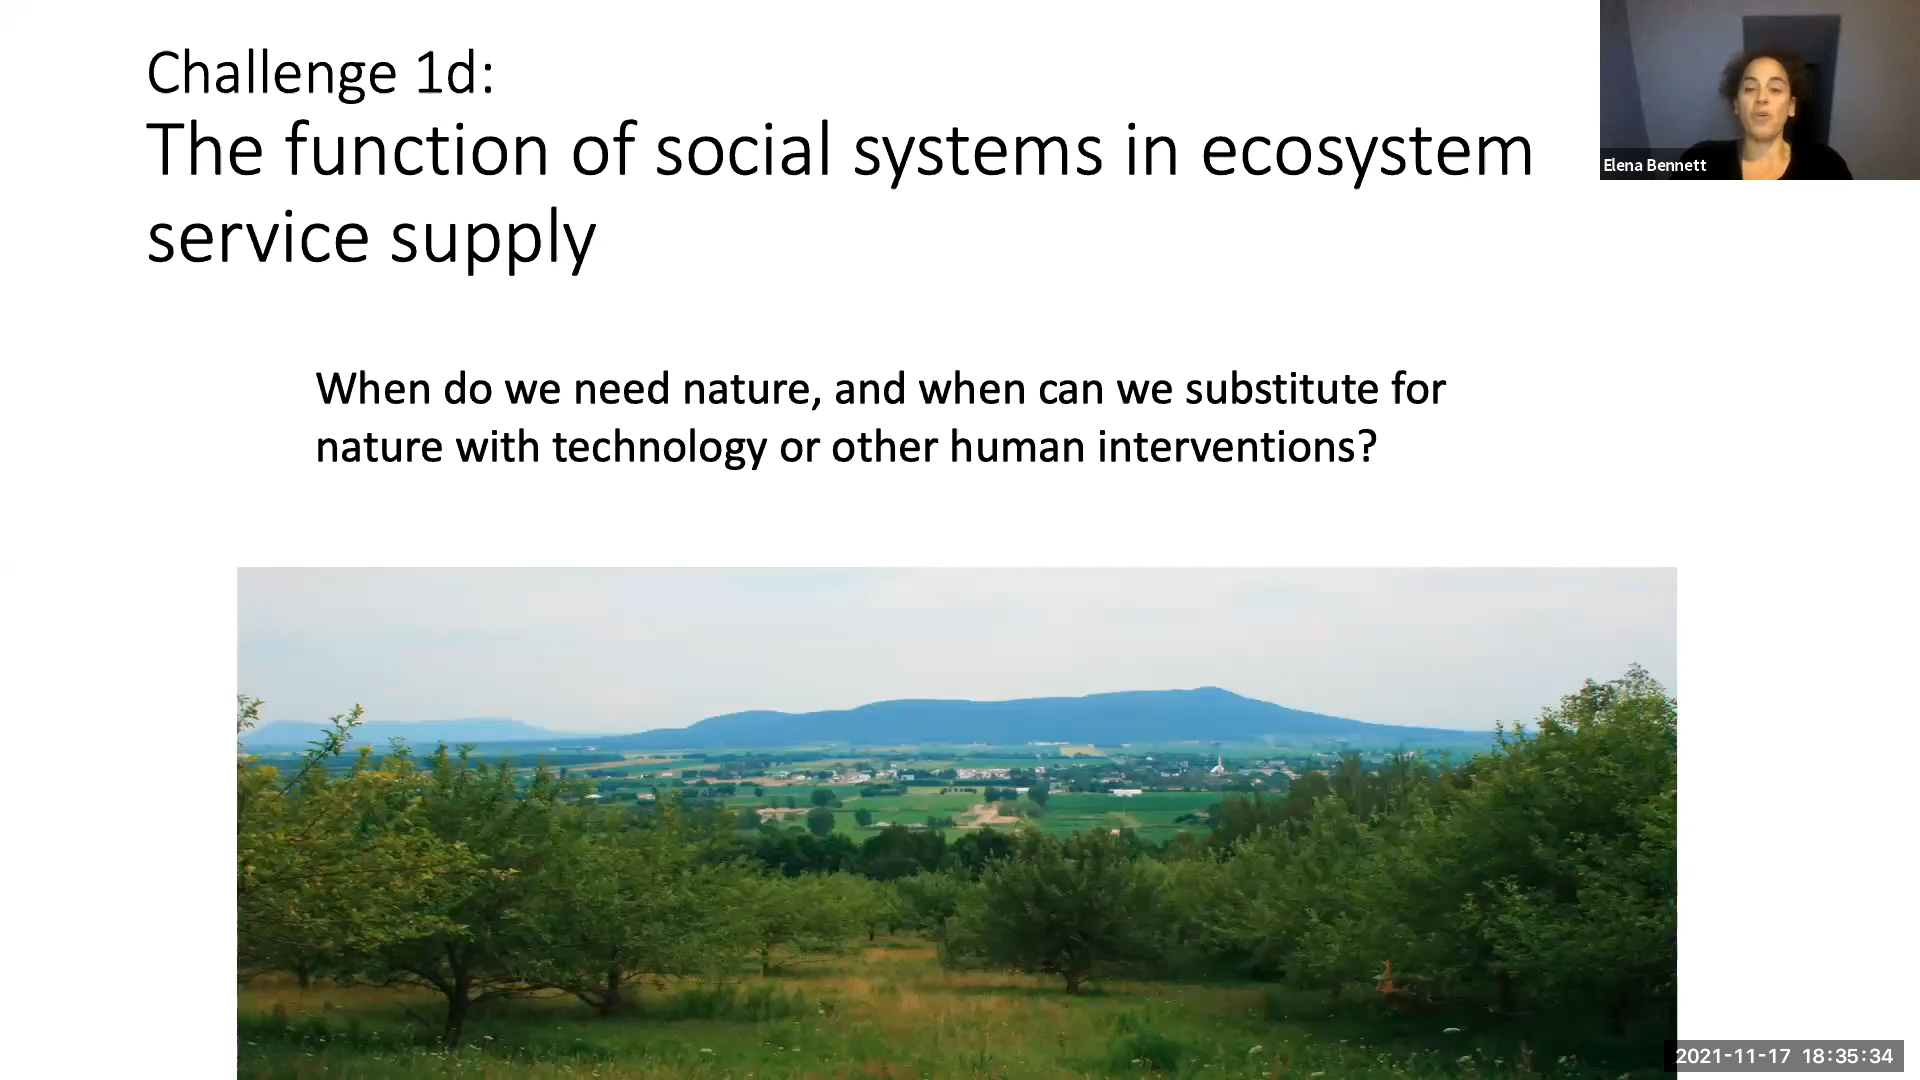 Challenge 1d:
The function of social systems in ecosystem
service supply
Elena Bennett
When do we need nature, and when can we substitute for
nature with technology or other human interventions?
2021-11-17 18:35:34